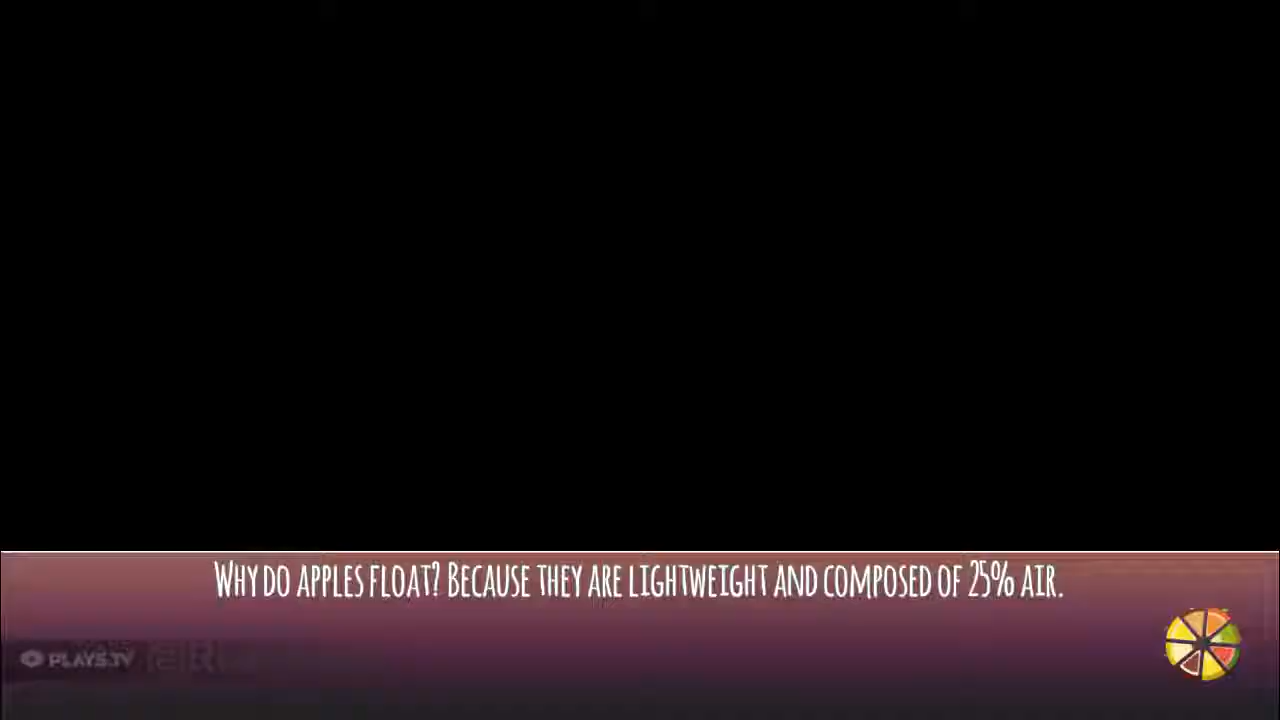 Why do apples float? Because they are lightweight and composed of 25% air.
PLAYS.TV